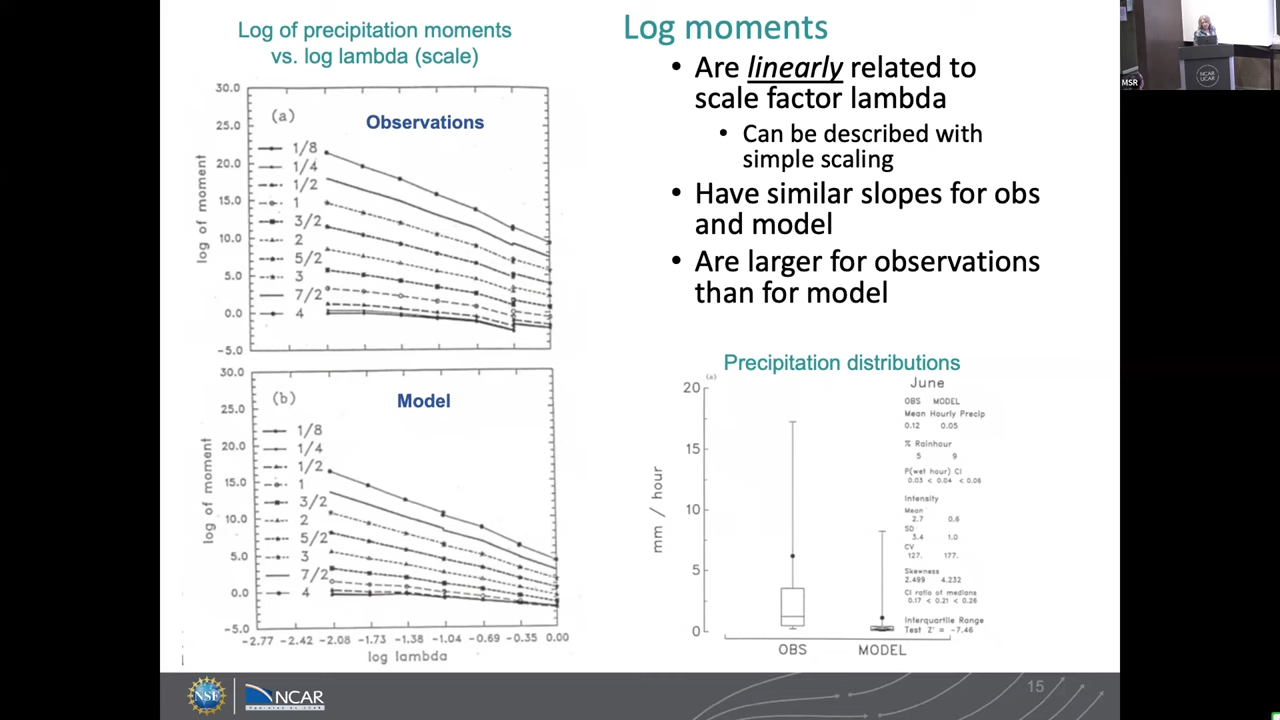 Log of precipitation moments
vs. log lambda (scale)
30.0
25.0
20.0
15.0
10.0
5.0
0.0
-5.0
log of moment
(a)
Observations
1/8
1/4
1/2
1
3/2
2
5/2
3
7/2
4
30.0
25.0
20.0
15.0
10.0
5.0
0.0
-5.0
log of moment
(b)
Model
1/8
1/4
1/2
1
3/2
2
5/2
3
7/2
4
-2.77 -2.42 -2.08 -1.73 -1.38 -1.04 -0.69 -0.35 0.00
log lambda
Log moments
• Are linearly related to
scale factor lambda
• Can be described with
simple scaling
• Have similar slopes for obs
and model
• Are larger for observations
than for model
Precipitation distributions
(a)
20
15
10
5
0
mm / hour
OBS MODEL
June
OBS MODEL
Mean Hourly Precip
0.12 0.05
% Rainhour
5 9
P(wet hour) CI
0.03 < 0.04 < 0.06
Intensity
Mean
2.7 0.6
SD
3.4 1.0
CV
127. 177.
Skewness
2.499 4.232
CI ratio of medians
0.17 < 0.21 < 0.26
Interquartile Range
Test Z' = -7.46
NSF
NCAR
15
MSR
NCAR
UCAR